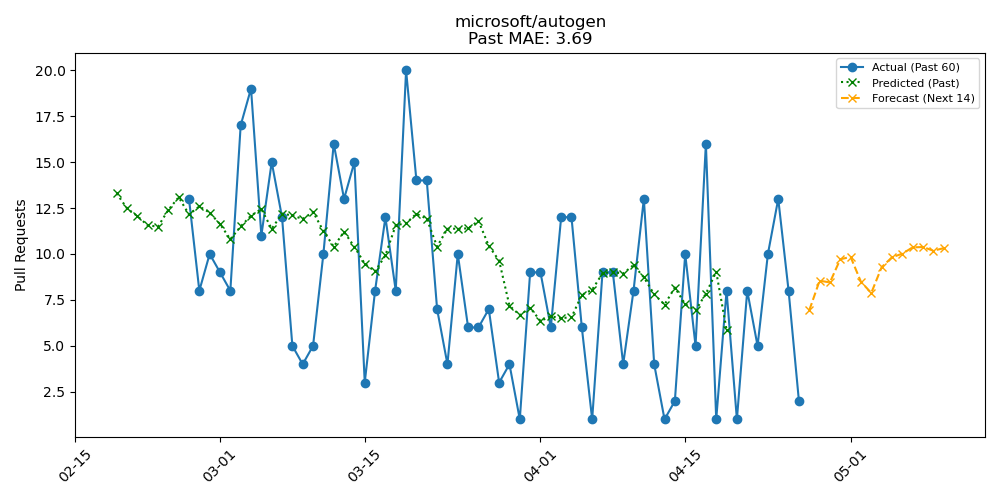 microsoft/autogen
Past MAE: 3.69
Actual (Past 60)
Predicted (Past)
Forecast (Next 14)
Pull Requests
20.0
17.5
15.0
12.5
10.0
7.5
5.0
2.5
02-15
03-01
03-15
04-01
04-15
05-01